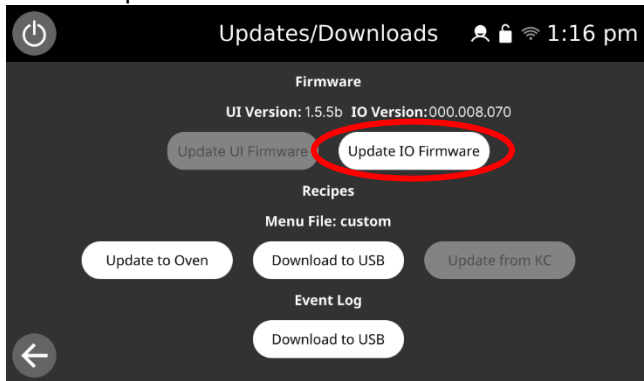 Updates/Downloads 1:16 pm
Firmware
UI Version: 1.5.5b IO Version:000.008.070
Update UI Firmware Update IO Firmware
Recipes
Menu File: custom
Update to Oven Download to USB Update from KC
Event Log
Download to USB